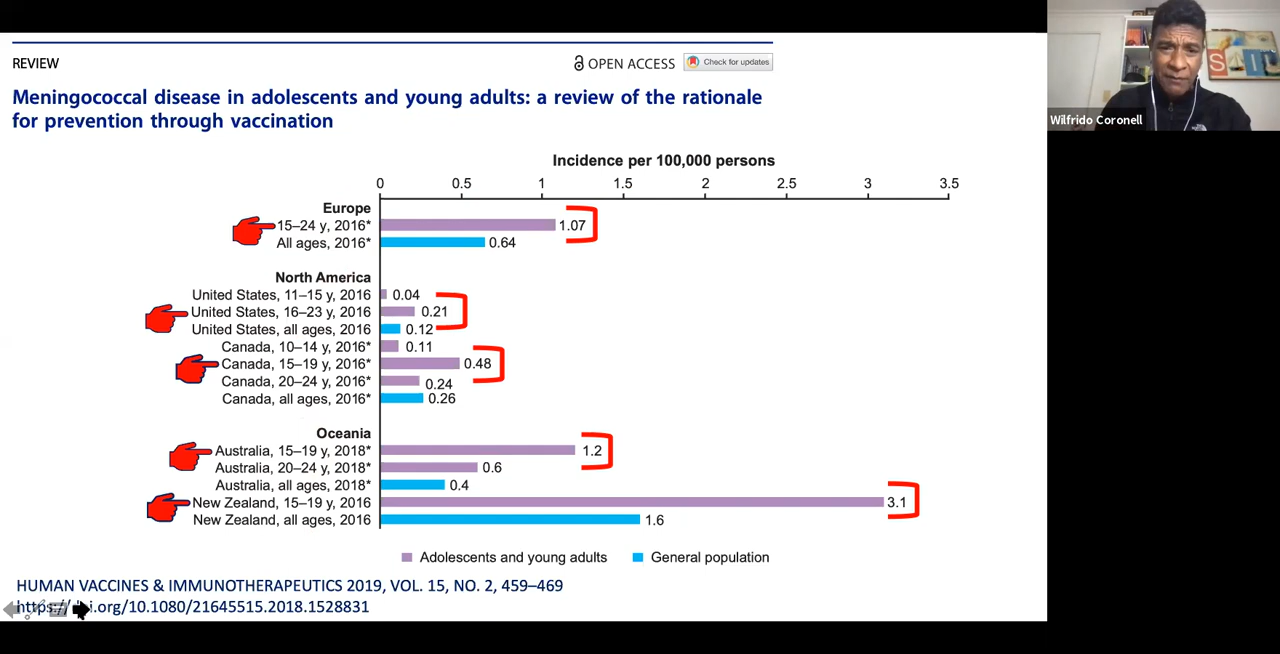 REVIEW
OPEN ACCESS
Check for updates
Meningococcal disease in adolescents and young adults: a review of the rationale
for prevention through vaccination
Wilfrido Coronell
Incidence per 100,000 persons
0 0.5 1 1.5 2 2.5 3 3.5
Europe
15–24 y, 2016* 1.07
All ages, 2016* 0.64
North America
United States, 11–15 y, 2016 0.04
United States, 16–23 y, 2016 0.21
United States, all ages, 2016 0.12
Canada, 10–14 y, 2016* 0.11
Canada, 15–19 y, 2016* 0.48
Canada, 20–24 y, 2016* 0.24
Canada, all ages, 2016* 0.26
Oceania
Australia, 15–19 y, 2018* 1.2
Australia, 20–24 y, 2018* 0.6
Australia, all ages, 2018* 0.4
New Zealand, 15–19 y, 2016 3.1
New Zealand, all ages, 2016 1.6
Adolescents and young adults
General population
HUMAN VACCINES & IMMUNOTHERAPEUTICS 2019, VOL. 15, NO. 2, 459–469
.org/10.1080/21645515.2018.1528831